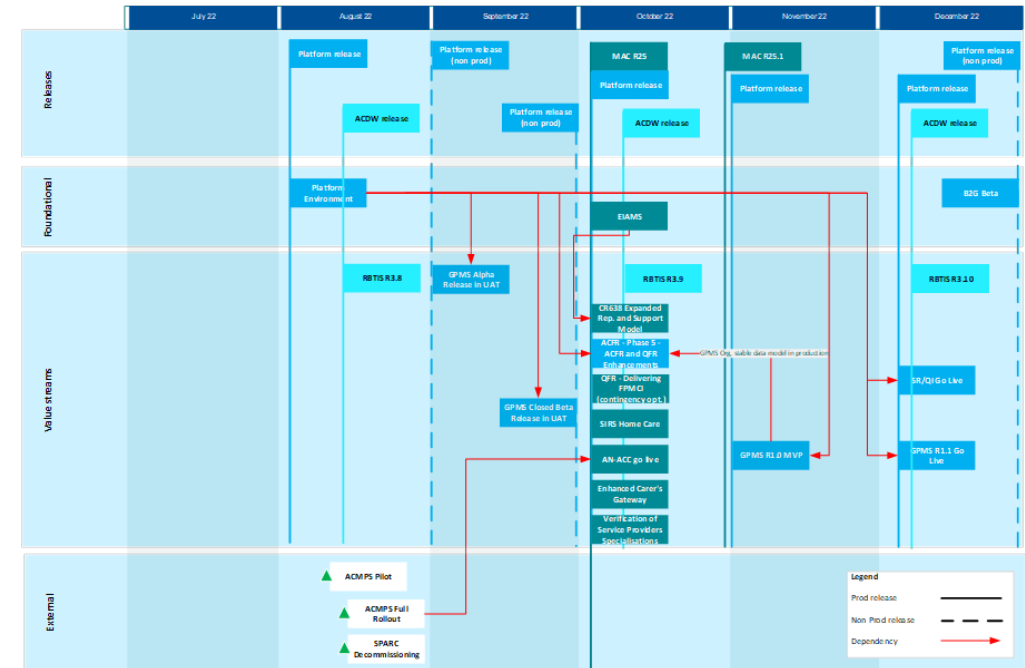 July 22
August 22
September 22
October 22
November 22
December 22
Releases
Platform release
Platform release
(non prod)
MAC R25
MAC R25.1
Platform release
(non prod)
Platform release
Platform release
Platform release
ACDW release
Platform release
(non prod)
ACDW release
ACDW release
Foundational
Platform
Environment
B2G Beta
EIAMS
Value streams
RBTIS R3.8
GPMS Alpha
Release in UAT
RBTIS R3.9
RBTIS R3.10
CR638 Expanded
Rep. and Support
Model
ACFR - Phase 5 -
ACFR and QFR
Enhancements
GPMS Org, stable data model in production
QFR - Delivering
FPMCI
(contingency opt.)
SR/QI Go Live
GPMS Closed Beta
Release in UAT
SIRS Home Care
AN-ACC go live
GPMS R1.0 MVP
GPMS R1.1 Go
Live
Enhanced Carer's
Gateway
Verification of
Service Providers
Specialisations
External
ACMPS Pilot
ACMPS Full
Rollout
SPARC
Decommissioning
Legend
Prod release
Non Prod release
Dependency